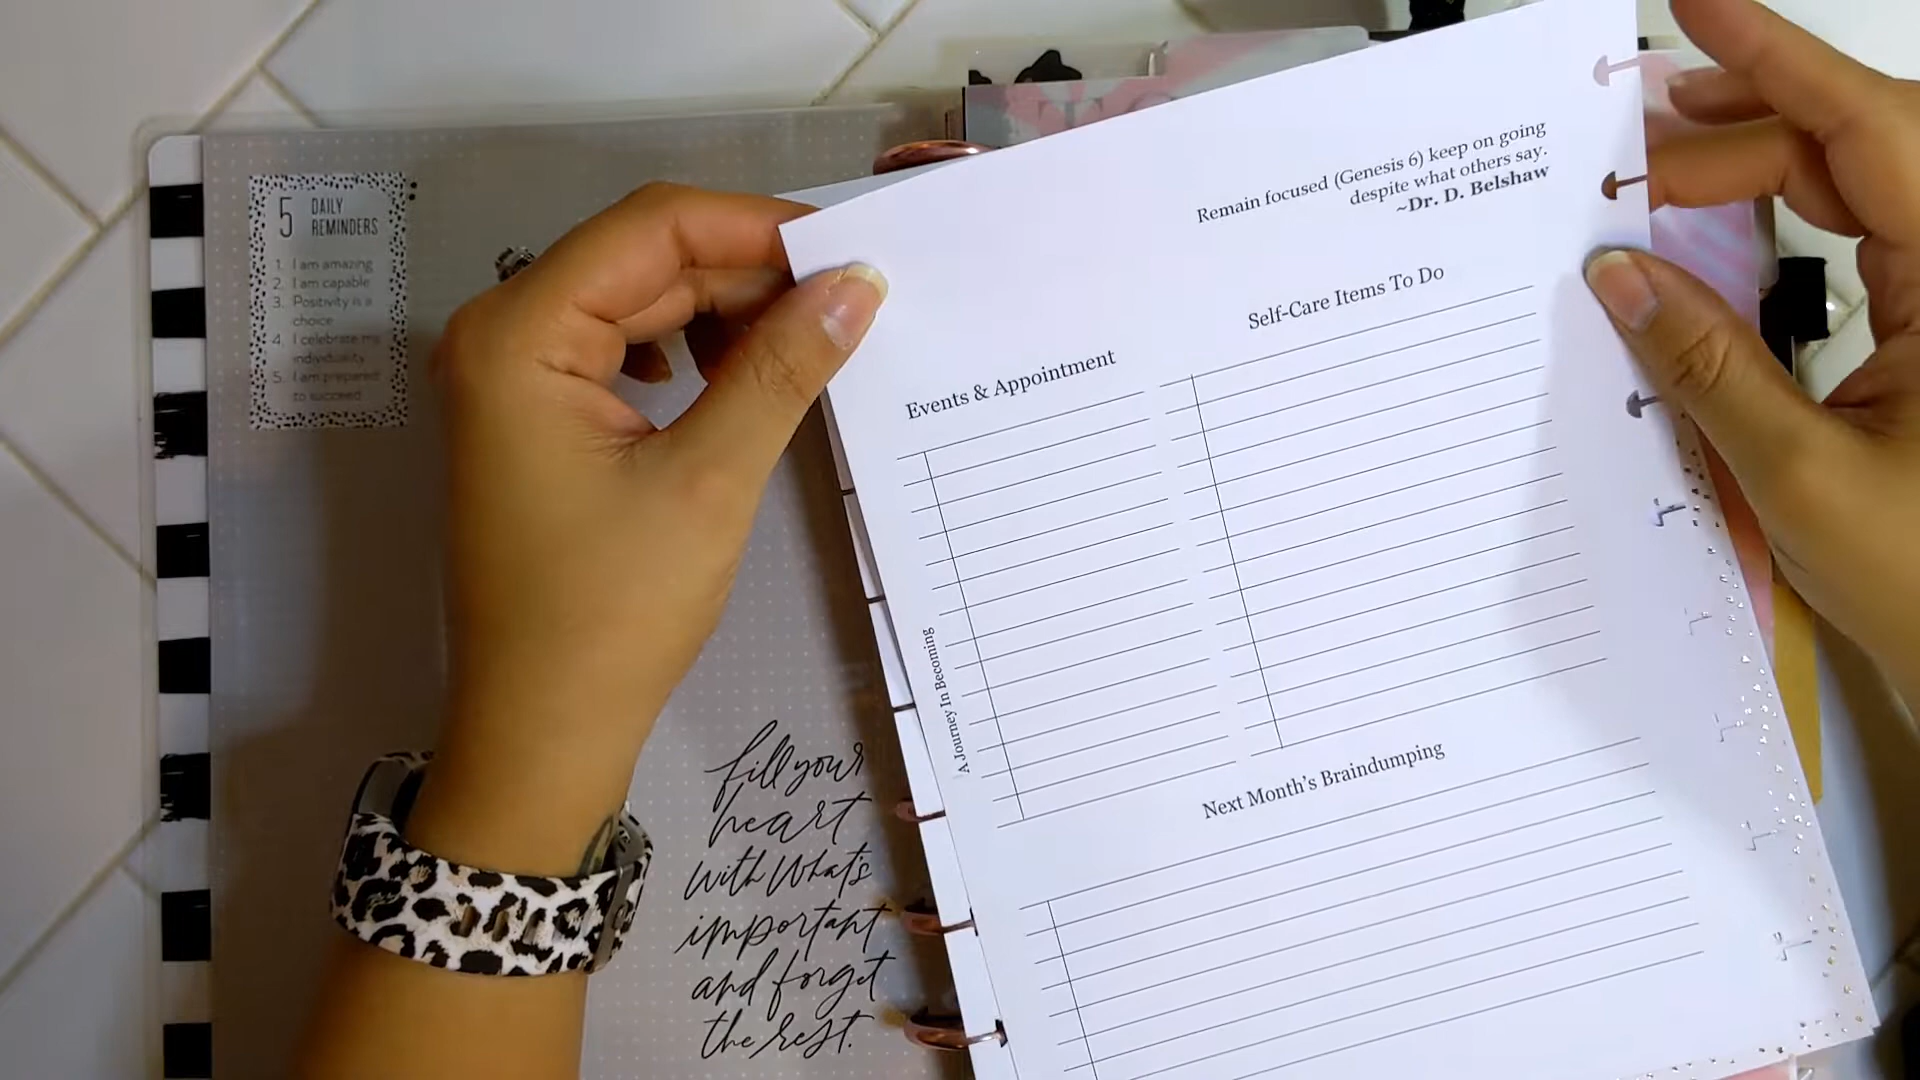 5 DAILY
REMINDERS
1. I am amazing
2. I am capable
3. Positivity is a
choice
4. I celebrate my
individuality
5. I am prepared
to succeed
fill your
heart
with what's
important
and forget
the rest.
Remain focused (Genesis 6) keep on going
despite what others say.
~Dr. D. Belshaw
Self-Care Items To Do
Events & Appointment
A Journey In Becoming
Next Month's Braindumping